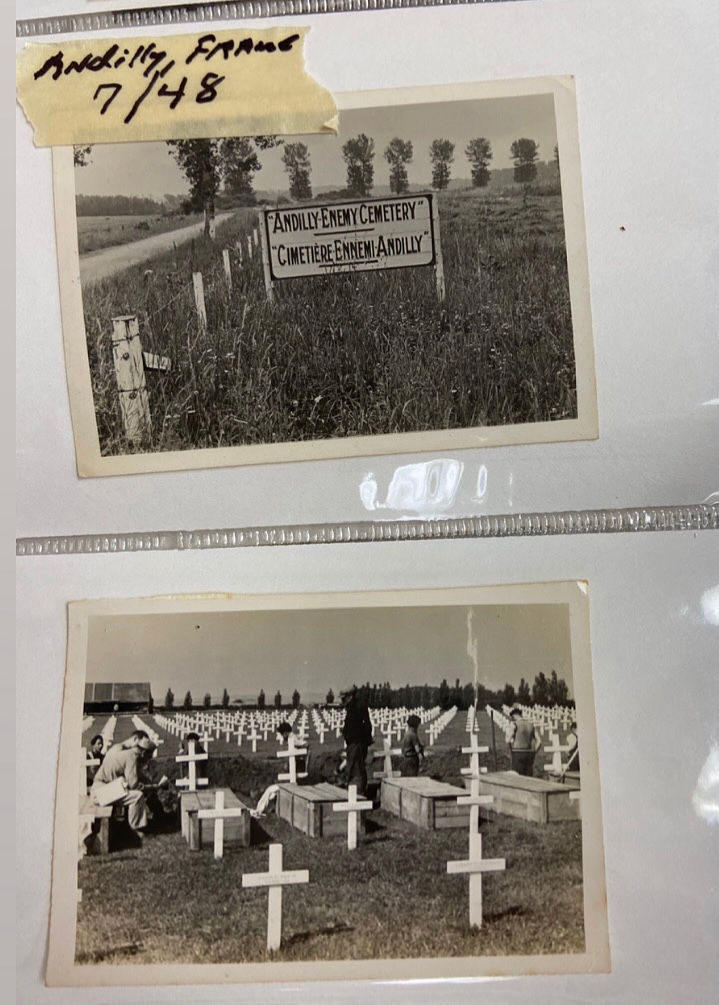 Andilly, FRANCE
7/48
"ANDILLY-ENEMY CEMETERY"
"CIMETIÈRE-ENNEMI-ANDILLY"